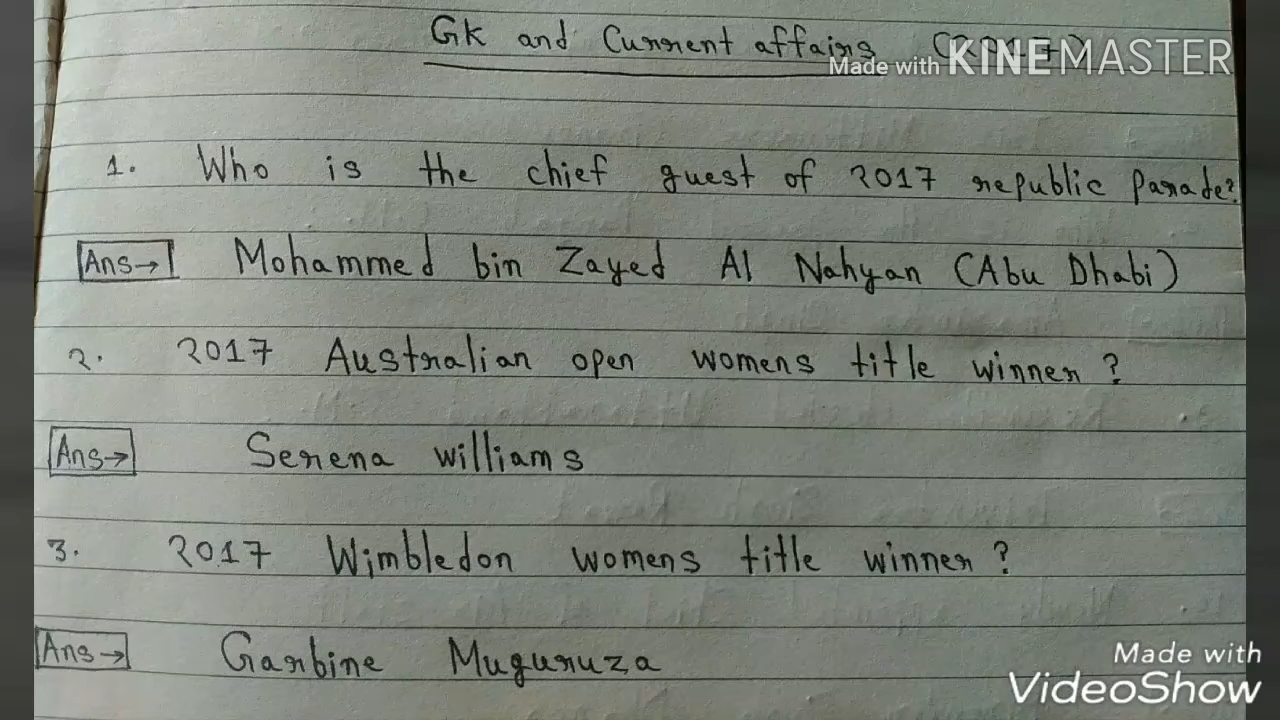 GK and Current affairs (2017)
Made with KINEMASTER
1. Who is the chief guest of 2017 republic parade?
Ans→ Mohammed bin Zayed Al Nahyan (Abu Dhabi)
2. 2017 Australian open womens title winner ?
Ans→ Serena williams
3. 2017 Wimbledon womens title winner ?
Ans→ Garbine Muguruza
Made with
VideoShow